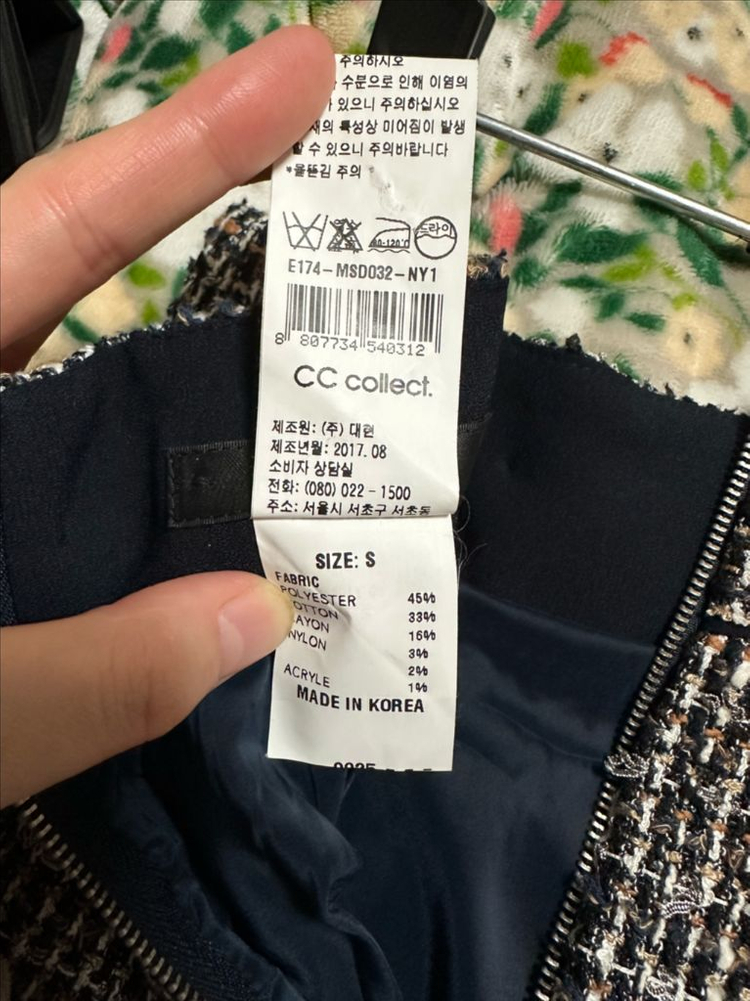 주의하시오
수분으로 인해 이염의
가 있으니 주의하십시오
재의 특성상 미어짐이 발생
할 수 있으니 주의바랍니다
*올뜯김 주의
80-120℃ 드라이
E174-MSD032-NY1
8 807734 540312
CC collect.
제조원: (주) 대현
제조년월: 2017. 08
소비자 상담실
전화: (080) 022-1500
주소: 서울시 서초구 서초동
SIZE: S
FABRIC
POLYESTER 45%
COTTON 33%
RAYON 16%
NYLON 3%
2%
ACRYLE 1%
MADE IN KOREA